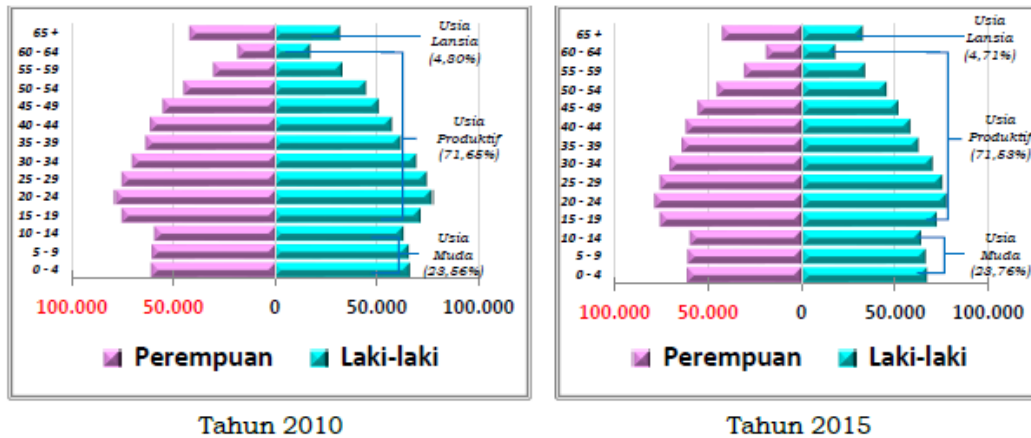 65 +
60 - 64
55 - 59
50 - 54
45 - 49
40 - 44
35 - 39
30 - 34
25 - 29
20 - 24
15 - 19
10 - 14
5 - 9
0 - 4
Usia
Lansia
(4,80%)
Usia
Produktif
(71,65%)
Usia
Muda
(23,56%)
100.000 50.000 0 50.000 100.000
Perempuan Laki-laki
Tahun 2010
65 +
60 - 64
55 - 59
50 - 54
45 - 49
40 - 44
35 - 39
30 - 34
25 - 29
20 - 24
15 - 19
10 - 14
5 - 9
0 - 4
Usia
Lansia
(4,71%)
Usia
Produktif
(71,53%)
Usia
Muda
(23,76%)
100.000 50.000 0 50.000 100.000
Perempuan Laki-laki
Tahun 2015